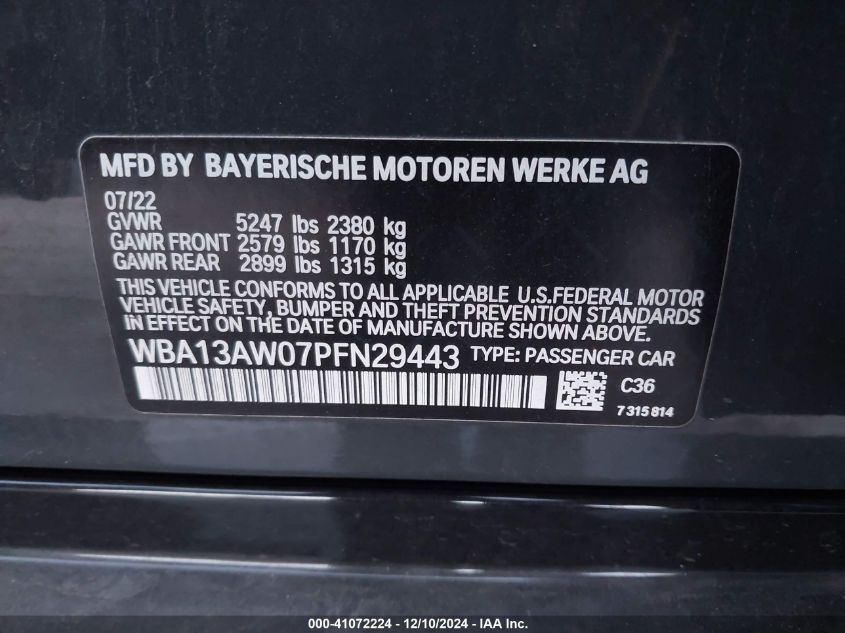 MFD BY BAYERISCHE MOTOREN WERKE AG
07/22
GVWR 5247 lbs 2380 kg
GAWR FRONT 2579 lbs 1170 kg
GAWR REAR 2899 lbs 1315 kg
THIS VEHICLE CONFORMS TO ALL APPLICABLE U.S.FEDERAL MOTOR
VEHICLE SAFETY, BUMPER AND THEFT PREVENTION STANDARDS
IN EFFECT ON THE DATE OF MANUFACTURE SHOWN ABOVE.
WBA13AW07PFN29443 TYPE: PASSENGER CAR
C36
7 315 814
000-41072224 - 12/10/2024 - IAA Inc.